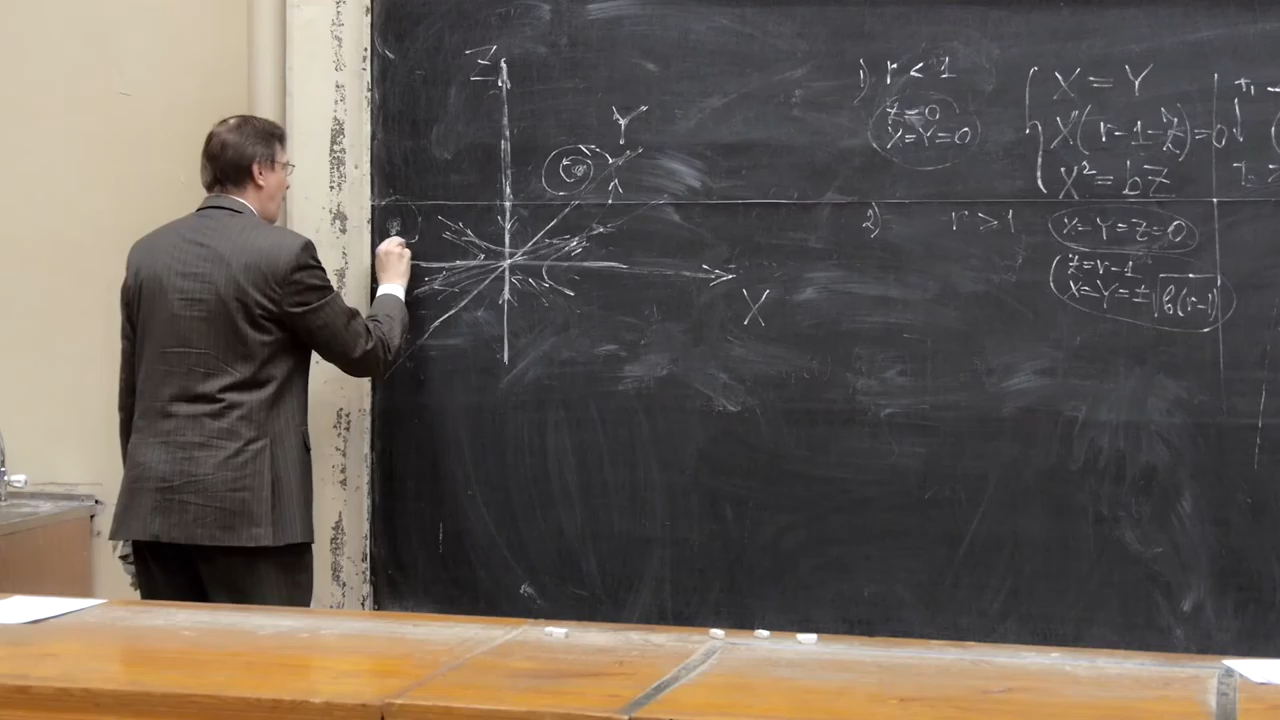 Z
Y
X
1) r < 1
z=0
X=Y=0
X = Y
X(r-1-z)=0
X²=bZ
2) r > 1
X=Y=Z=0
z=r-1
X=Y=±√b(r-1)